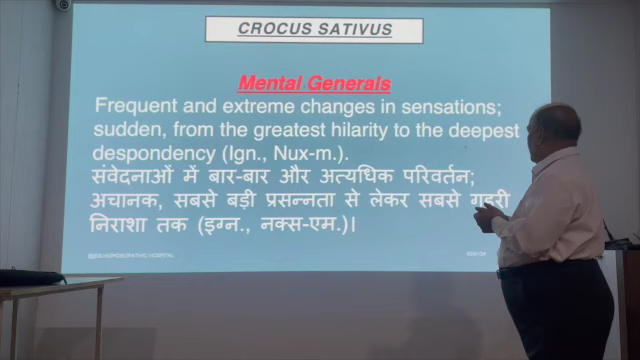 CROCUS SATIVUS
Mental Generals
Frequent and extreme changes in sensations;
sudden, from the greatest hilarity to the deepest
despondency (Ign., Nux-m.).
संवेदनाओं में बार-बार और अत्यधिक परिवर्तन;
अचानक, सबसे बड़ी प्रसन्नता से लेकर सबसे गहरी
निराशा तक (इग्न., नक्स-एम.)।
HOMOEOPATHIC HOSPITAL